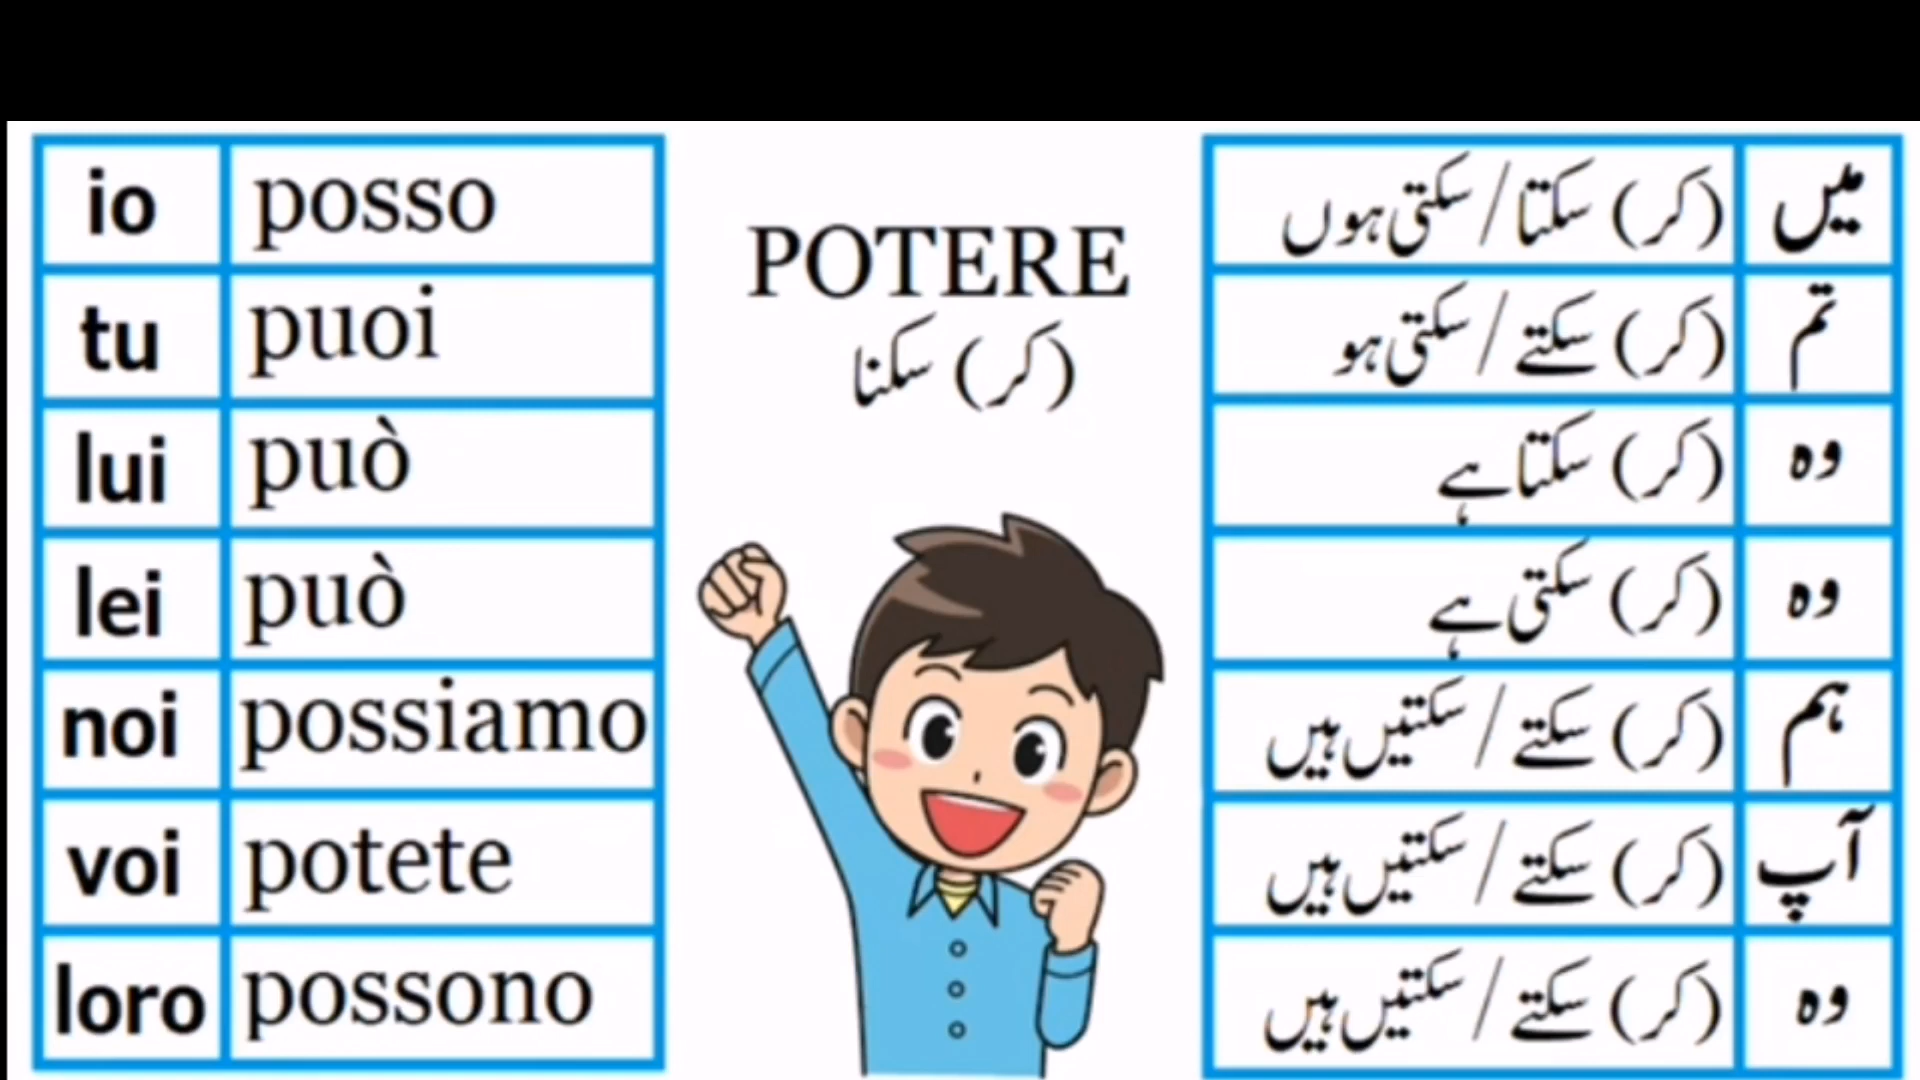 io posso
tu puoi
lui può
lei può
noi possiamo
voi potete
loro possono
POTERE
(کر) سکنا
میں (کر) سکتا / سکتی ہوں
تم (کر) سکتے / سکتی ہو
وہ (کر) سکتا ہے
وہ (کر) سکتی ہے
ہم (کر) سکتے / سکتیں ہیں
آپ (کر) سکتے / سکتیں ہیں
وہ (کر) سکتے / سکتیں ہیں